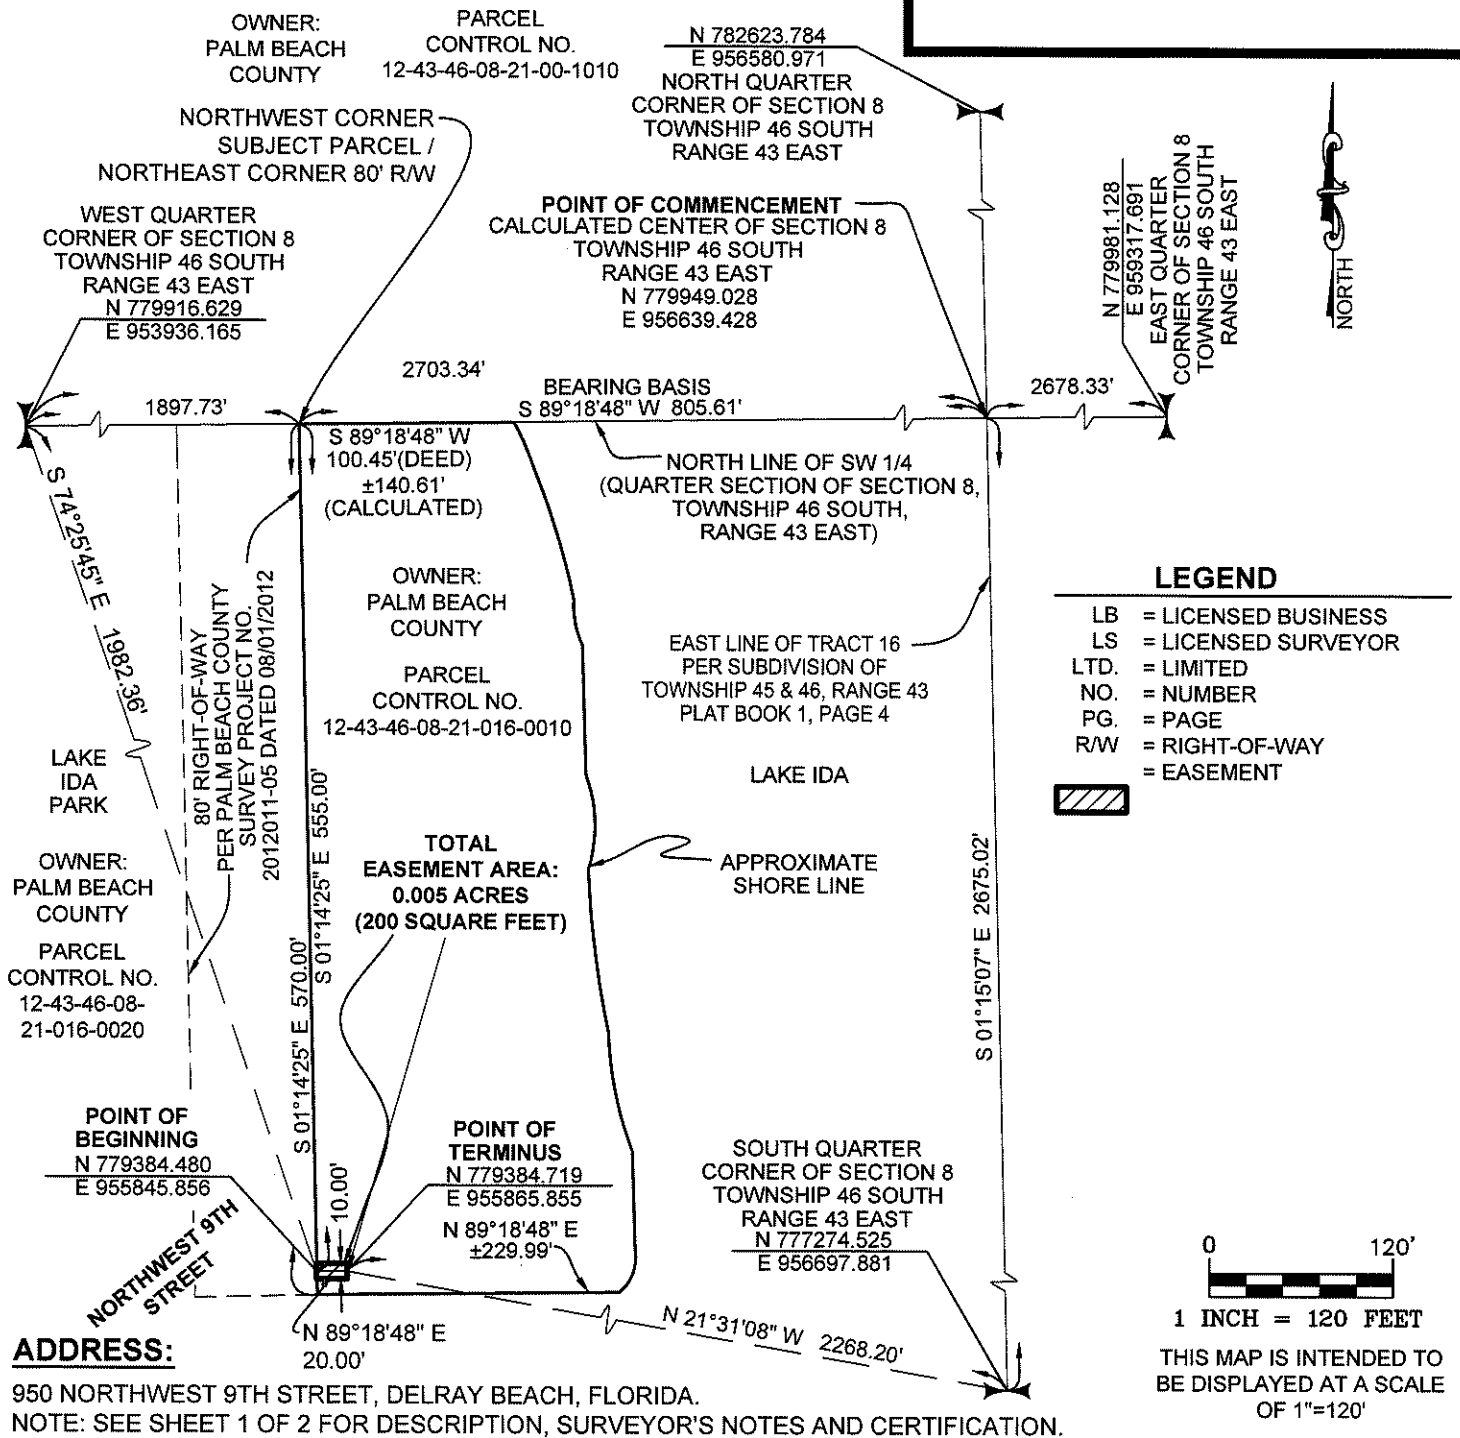 OWNER:
PALM BEACH
COUNTY
PARCEL
CONTROL NO.
12-43-46-08-21-00-1010
N 782623.784
E 956580.971
NORTH QUARTER
CORNER OF SECTION 8
TOWNSHIP 46 SOUTH
RANGE 43 EAST
NORTHWEST CORNER
SUBJECT PARCEL /
NORTHEAST CORNER 80' R/W
WEST QUARTER
CORNER OF SECTION 8
TOWNSHIP 46 SOUTH
RANGE 43 EAST
N 779916.629
E 953936.165
POINT OF COMMENCEMENT
CALCULATED CENTER OF SECTION 8
TOWNSHIP 46 SOUTH
RANGE 43 EAST
N 779949.028
E 956639.428
N 779981.128
E 959317.691
EAST QUARTER
CORNER OF SECTION 8
TOWNSHIP 46 SOUTH
RANGE 43 EAST
NORTH
2703.34'
1897.73'
BEARING BASIS
S 89°18'48" W 805.61'
2678.33'
S 89°18'48" W
100.45'(DEED)
±140.61'
(CALCULATED)
NORTH LINE OF SW 1/4
(QUARTER SECTION OF SECTION 8,
TOWNSHIP 46 SOUTH,
RANGE 43 EAST)
S 74°25'45" E 1982.36'
80' RIGHT-OF-WAY
PER PALM BEACH COUNTY
SURVEY PROJECT NO.
2012011-05 DATED 08/01/2012
OWNER:
PALM BEACH
COUNTY
PARCEL
CONTROL NO.
12-43-46-08-21-016-0010
EAST LINE OF TRACT 16
PER SUBDIVISION OF
TOWNSHIP 45 & 46, RANGE 43
PLAT BOOK 1, PAGE 4
LEGEND
LB = LICENSED BUSINESS
LS = LICENSED SURVEYOR
LTD. = LIMITED
NO. = NUMBER
PG. = PAGE
R/W = RIGHT-OF-WAY
= EASEMENT
LAKE
IDA
PARK
LAKE IDA
OWNER:
PALM BEACH
COUNTY
PARCEL
CONTROL NO.
12-43-46-08-
21-016-0020
S 01°14'25" E 555.00'
S 01°14'25" E 570.00'
TOTAL
EASEMENT AREA:
0.005 ACRES
(200 SQUARE FEET)
APPROXIMATE
SHORE LINE
S 01°15'07" E 2675.02'
POINT OF
BEGINNING
N 779384.480
E 955845.856
10.00'
POINT OF
TERMINUS
N 779384.719
E 955865.855
N 89°18'48" E
±229.99'
SOUTH QUARTER
CORNER OF SECTION 8
TOWNSHIP 46 SOUTH
RANGE 43 EAST
N 777274.525
E 956697.881
NORTHWEST 9TH
STREET
N 89°18'48" E
20.00'
N 21°31'08" W 2268.20'
0 120'
1 INCH = 120 FEET
THIS MAP IS INTENDED TO
BE DISPLAYED AT A SCALE
OF 1"=120'
ADDRESS:
950 NORTHWEST 9TH STREET, DELRAY BEACH, FLORIDA.
NOTE: SEE SHEET 1 OF 2 FOR DESCRIPTION, SURVEYOR'S NOTES AND CERTIFICATION.